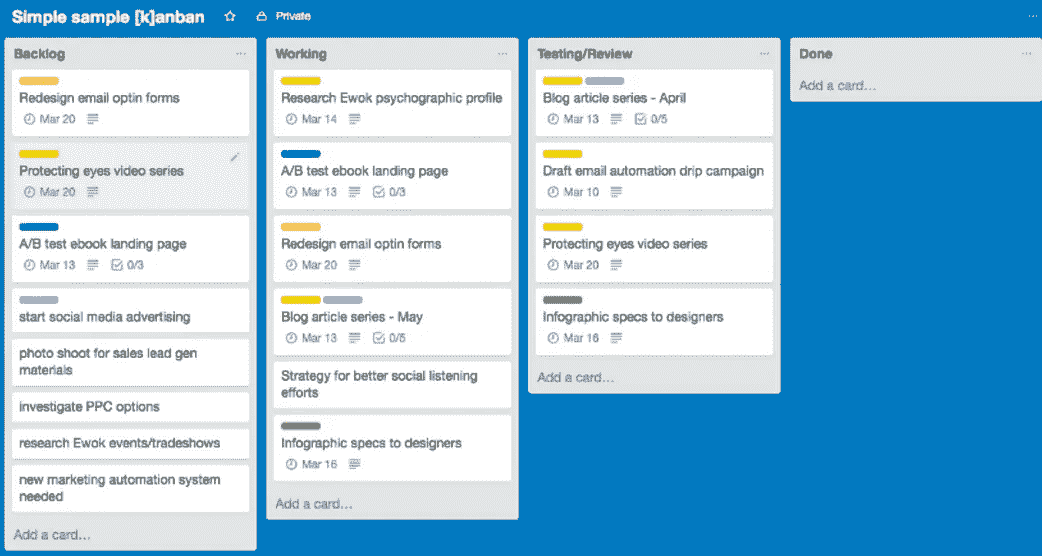 Simple sample [k]anban
Private
Backlog
Redesign email optin forms
Mar 20
Protecting eyes video series
Mar 20
A/B test ebook landing page
Mar 13 0/3
start social media advertising
photo shoot for sales lead gen
materials
investigate PPC options
research Ewok events/tradeshows
new marketing automation system
needed
Add a card...
Working
Research Ewok psychographic profile
Mar 14
A/B test ebook landing page
Mar 13 0/3
Redesign email optin forms
Mar 20
Blog article series - May
Mar 13 0/5
Strategy for better social listening
efforts
Infographic specs to designers
Mar 16
Add a card...
Testing/Review
Blog article series - April
Mar 13 0/5
Draft email automation drip campaign
Mar 10
Protecting eyes video series
Mar 20
Infographic specs to designers
Mar 16
Add a card...
Done
Add a card...